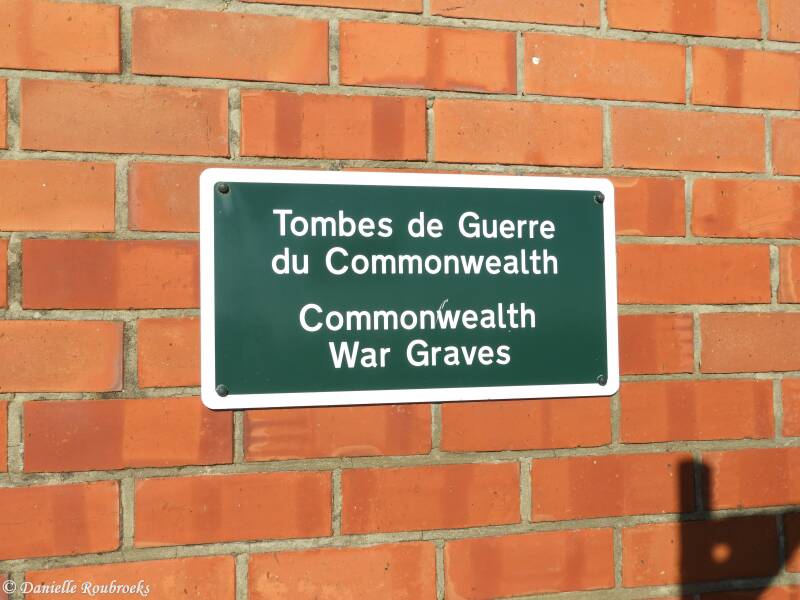 Tombes de Guerre
du Commonwealth
Commonwealth
War Graves
© Danielle Roubroeks